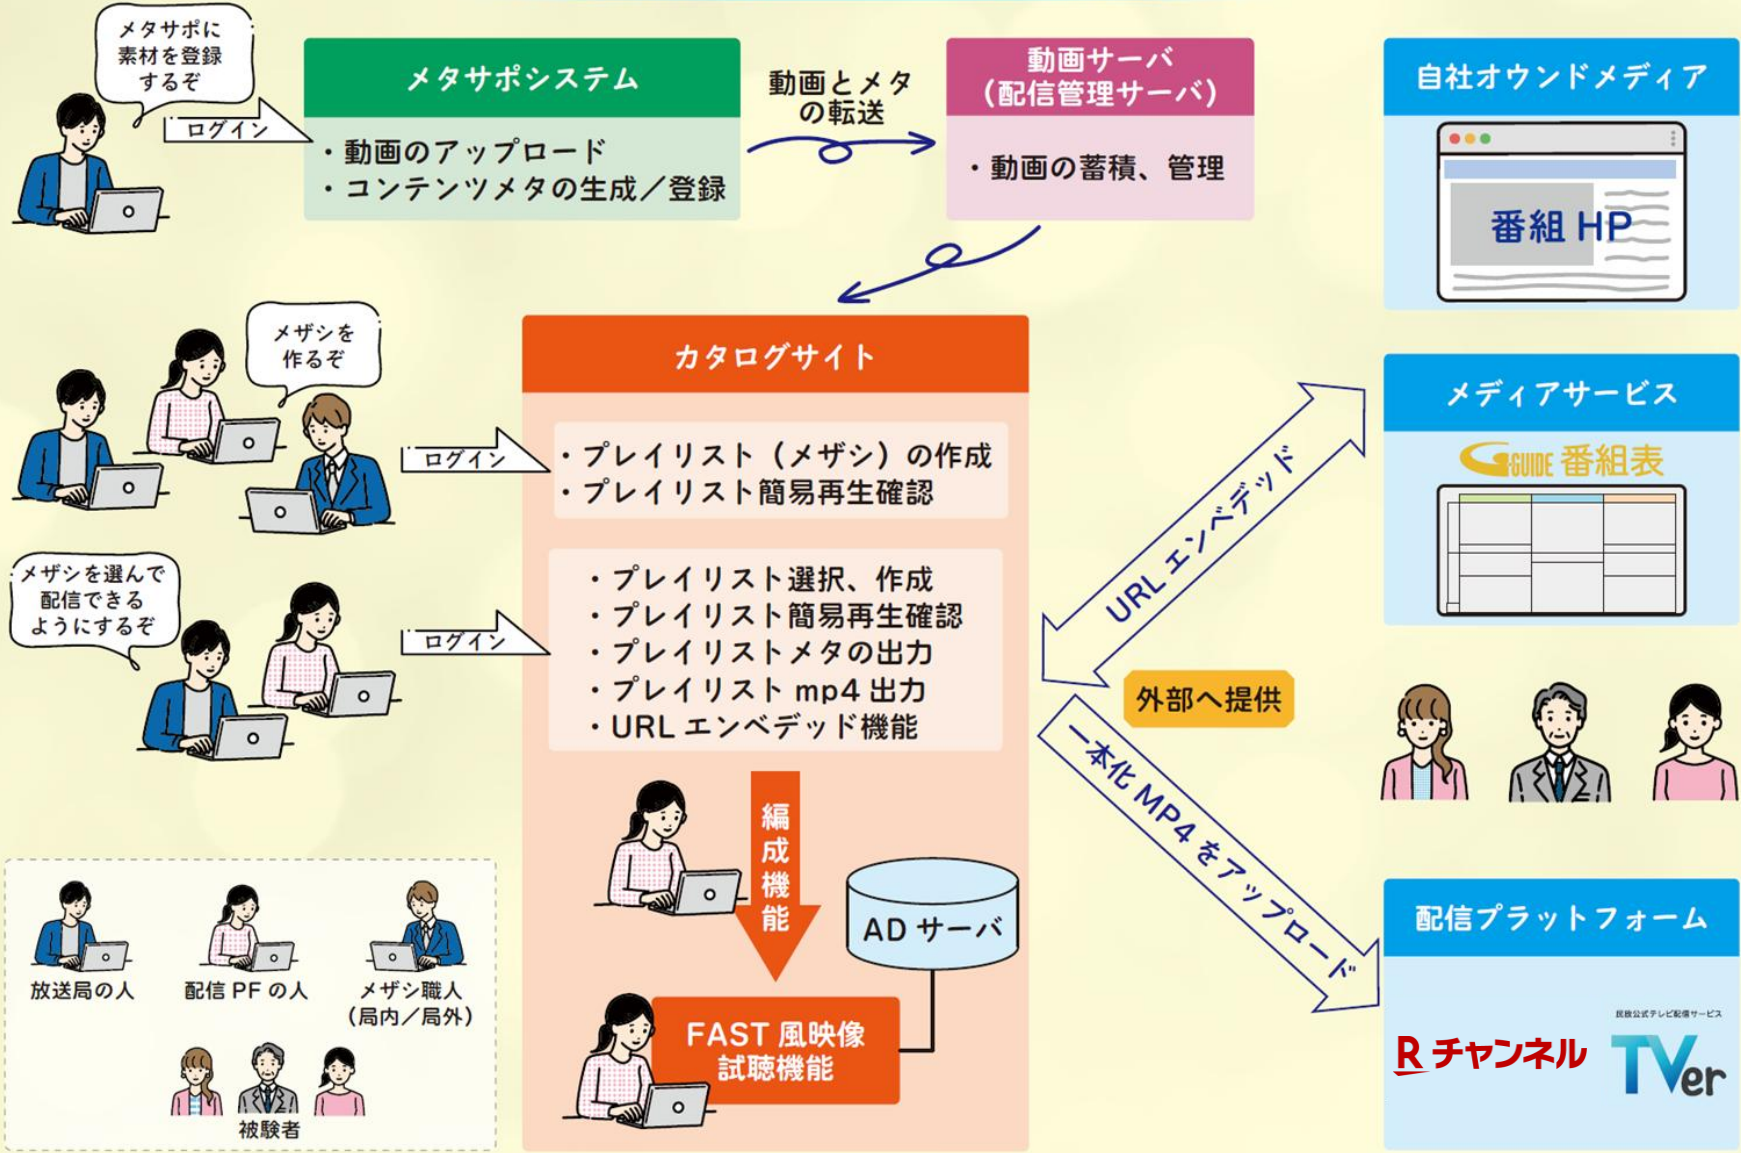 メタサポに
素材を登録
するぞ
ログイン
メタサポシステム
・動画のアップロード
・コンテンツメタの生成／登録
動画とメタ
の転送
動画サーバ
（配信管理サーバ）
・動画の蓄積、管理
自社オウンドメディア
番組 HP
メザシを
作るぞ
ログイン
カタログサイト
・プレイリスト（メザシ）の作成
・プレイリスト簡易再生確認
メザシを選んで
配信できる
ようにするぞ
ログイン
・プレイリスト選択、作成
・プレイリスト簡易再生確認
・プレイリストメタの出力
・プレイリスト mp4 出力
・URL エンベデッド機能
編成機能
AD サーバ
FAST 風映像
試聴機能
URL エンベデッド
外部へ提供
一本化 MP4 をアップロード
メディアサービス
G-GUIDE 番組表
配信プラットフォーム
R チャンネル
民放公式テレビ配信サービス
TVer
放送局の人
配信 PF の人
メザシ職人
（局内／局外）
被験者